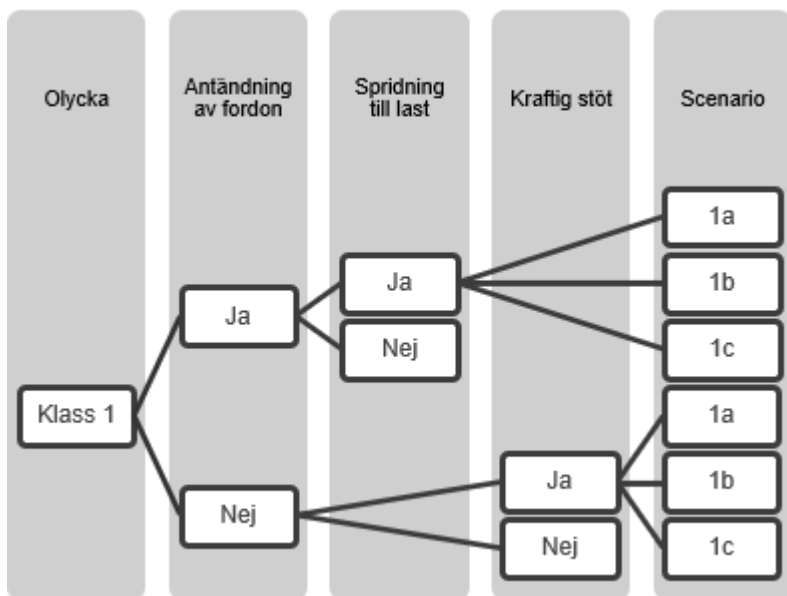 Olycka
Antändning
av fordon
Spridning
till last
Kraftig stöt
Scenario
1a
Ja
1b
Ja
Nej
1c
Klass 1
1a
Ja
1b
Nej
Nej
1c